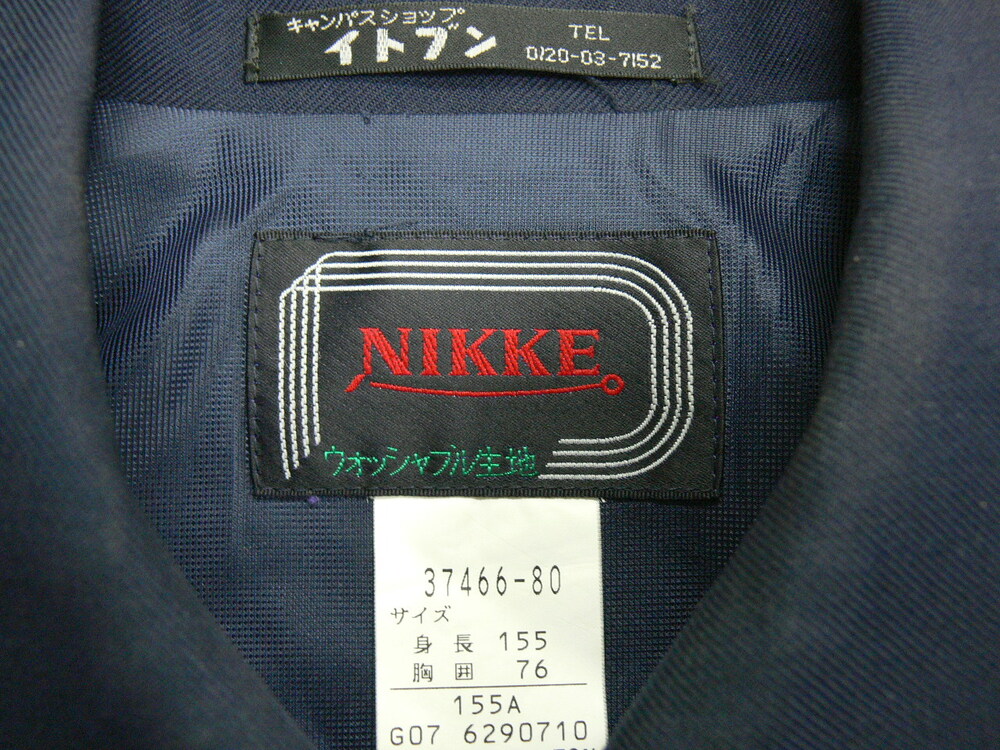 キャンパスショップ
イトブン
TEL
0120-03-7152
NIKKE
ウオッシャブル生地
37466-80
サイズ
身長 155
胸囲 76
155A
G07 6290710